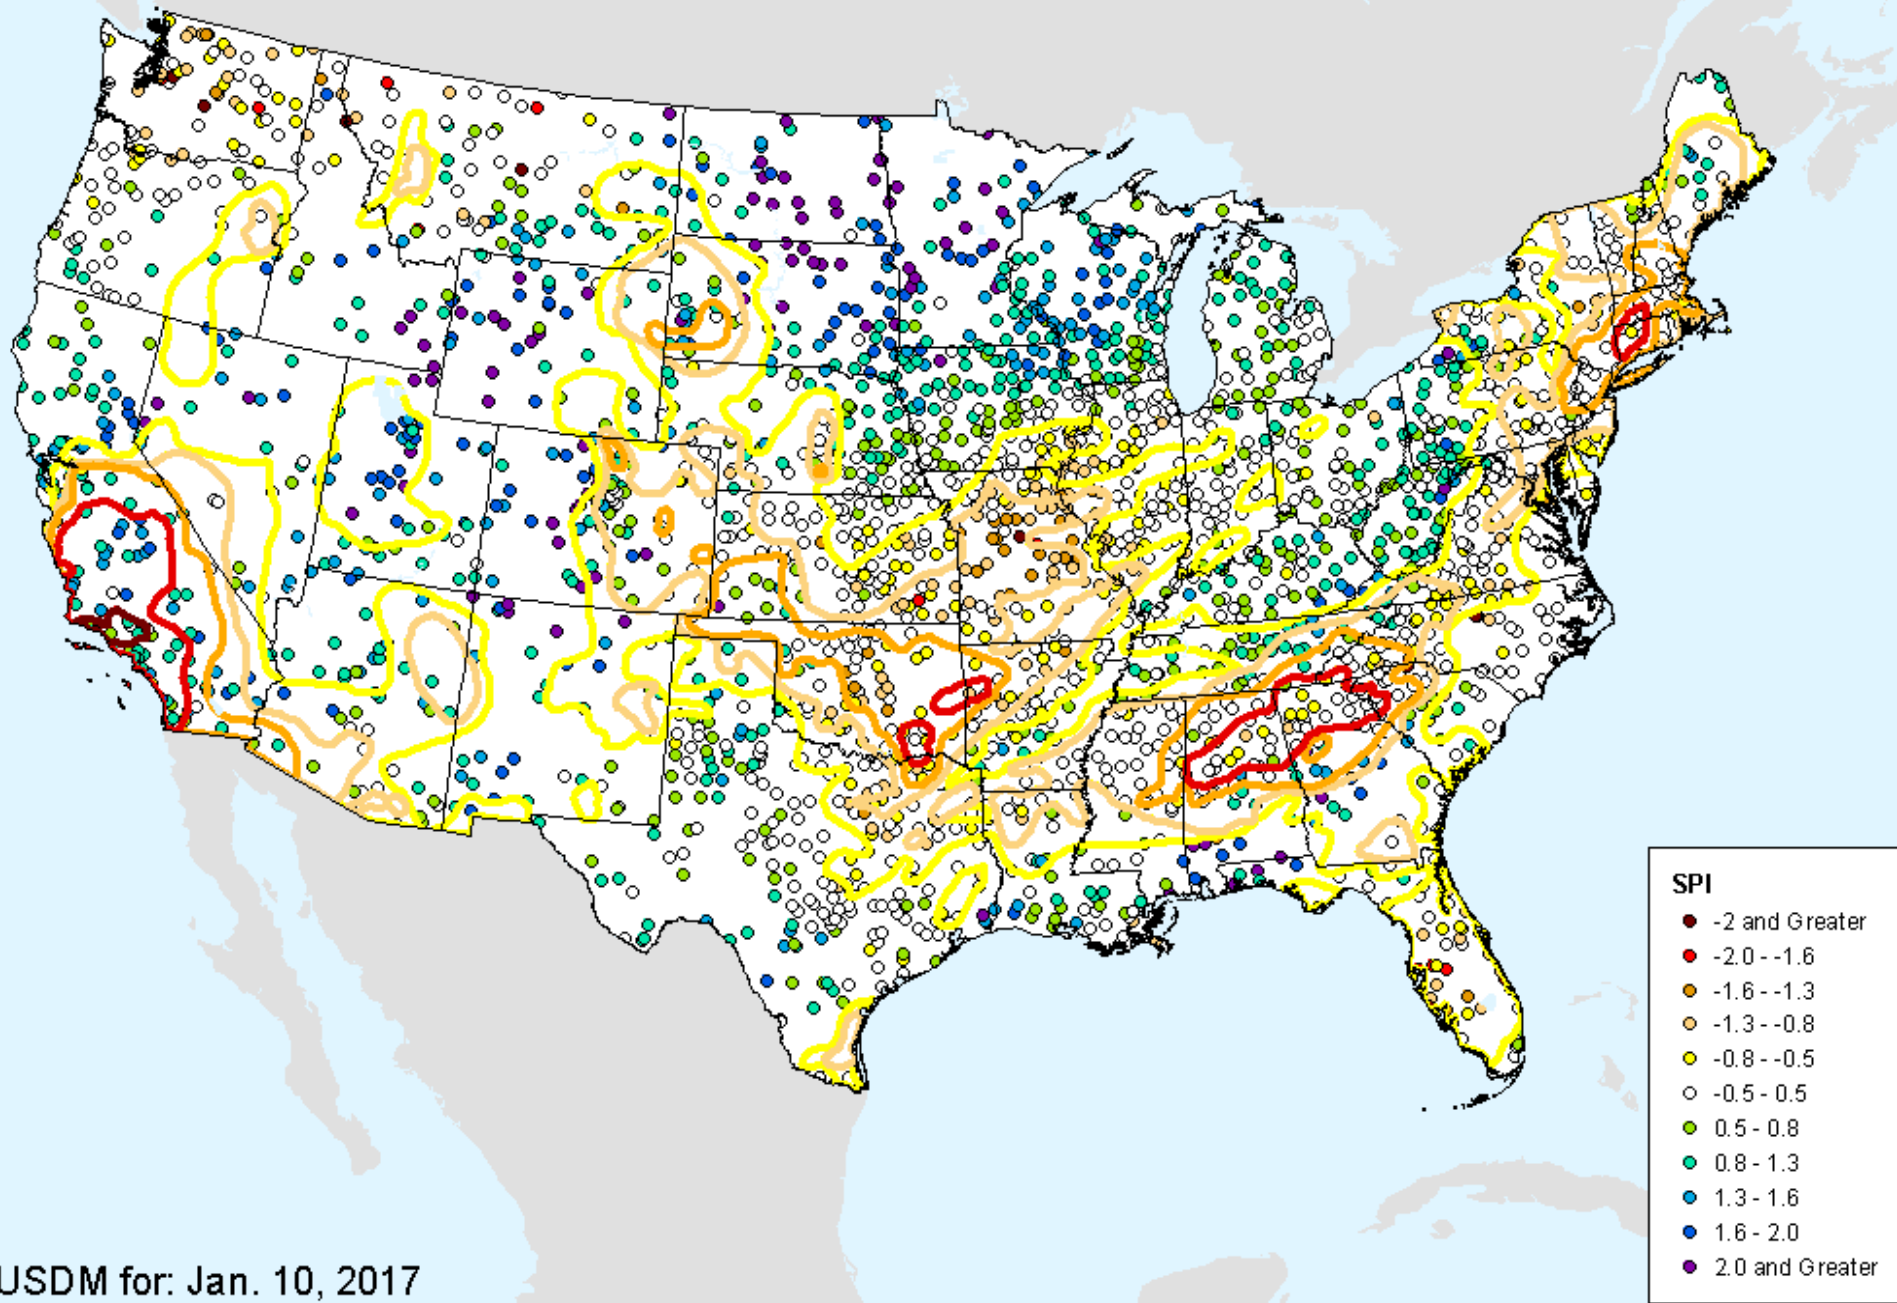 SPI
-2 and Greater
-2.0 - -1.6
-1.6 - -1.3
-1.3 - -0.8
-0.8 - -0.5
-0.5 - 0.5
0.5 - 0.8
0.8 - 1.3
1.3 - 1.6
1.6 - 2.0
2.0 and Greater
USDM for: Jan. 10, 2017